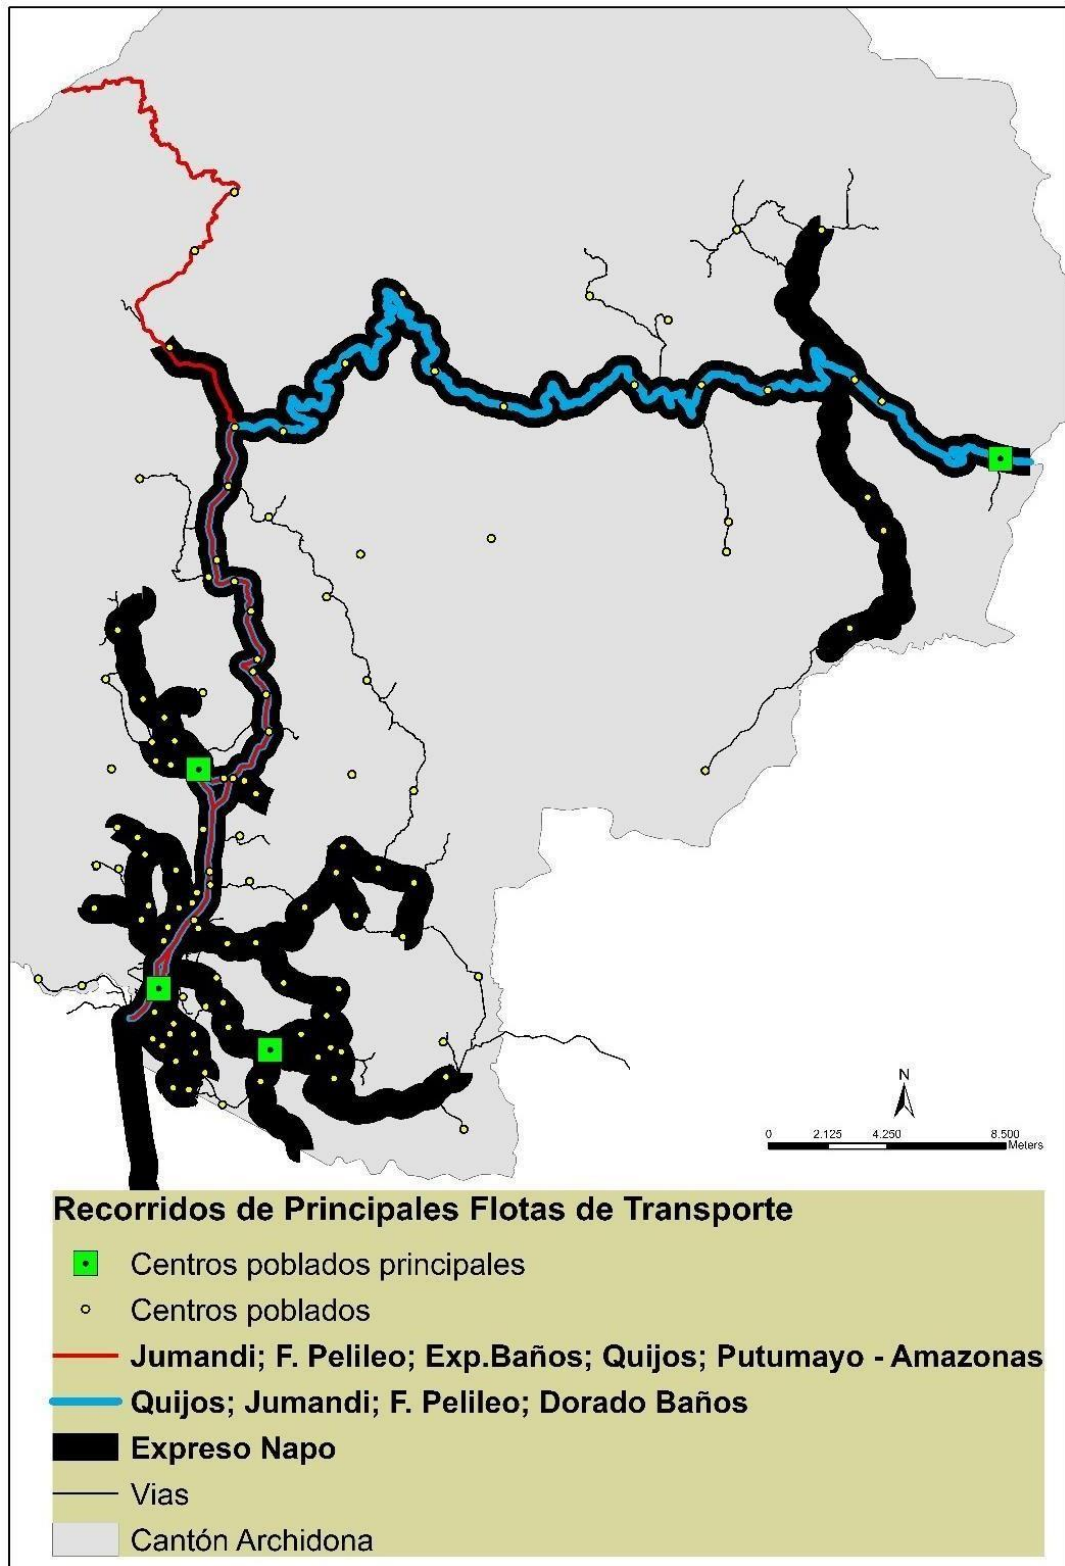 N
0 2.125 4.250 8.500
Meters
Recorridos de Principales Flotas de Transporte
Centros poblados principales
Centros poblados
Jumandi; F. Pelileo; Exp.Baños; Quijos; Putumayo - Amazonas
Quijos; Jumandi; F. Pelileo; Dorado Baños
Expreso Napo
Vias
Cantón Archidona